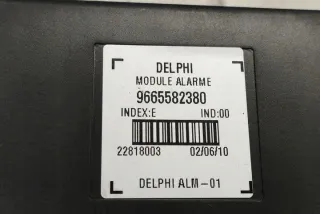 DELPHI
MODULE ALARME
9665582380
INDEX:E IND:00
22818003 02/06/10
DELPHI ALM-01